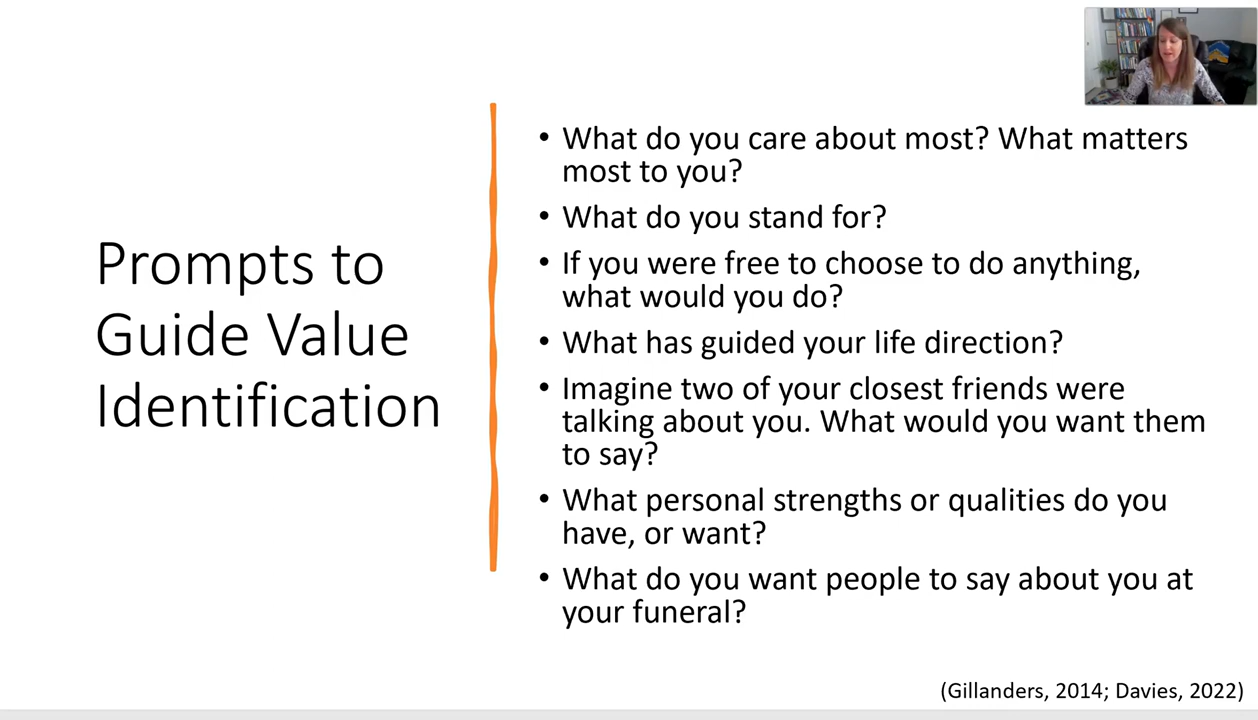 Prompts to
Guide Value
Identification
• What do you care about most? What matters
most to you?
• What do you stand for?
• If you were free to choose to do anything,
what would you do?
• What has guided your life direction?
• Imagine two of your closest friends were
talking about you. What would you want them
to say?
• What personal strengths or qualities do you
have, or want?
• What do you want people to say about you at
your funeral?
(Gillanders, 2014; Davies, 2022)